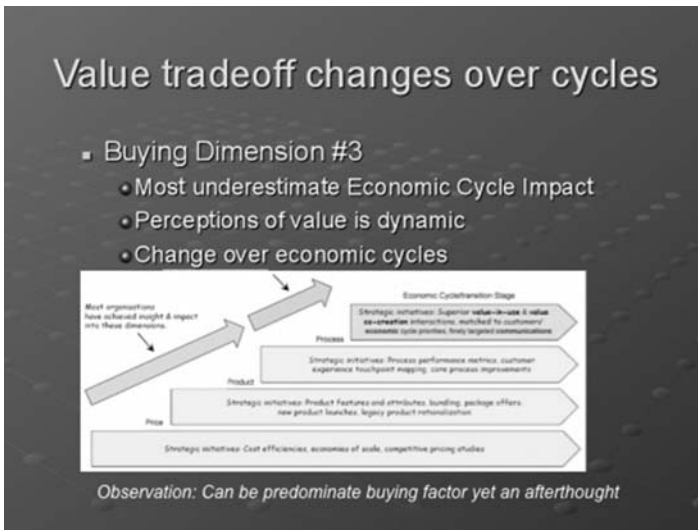 Value tradeoff changes over cycles
Buying Dimension #3
Most underestimate Economic Cycle Impact
Perceptions of value is dynamic
Change over economic cycles
Most organisations
have achieved insight & impact
into these dimensions.
Economic Cycle/transition Stage
Strategic initiatives: Superior value-in-use & value
co-creation interactions, matched to customers/
economic cycle priorities, finely targeted communications
Process
Strategic initiatives: Process performance metrics, customer
experience touchpoint mapping, core process improvements
Product
Strategic initiatives: Product features and attributes, bundling, package offers,
new product launches, legacy product rationalization
Price
Strategic initiatives: Cost efficiencies, economies of scale, competitive pricing studies
Observation: Can be predominate buying factor yet an afterthought